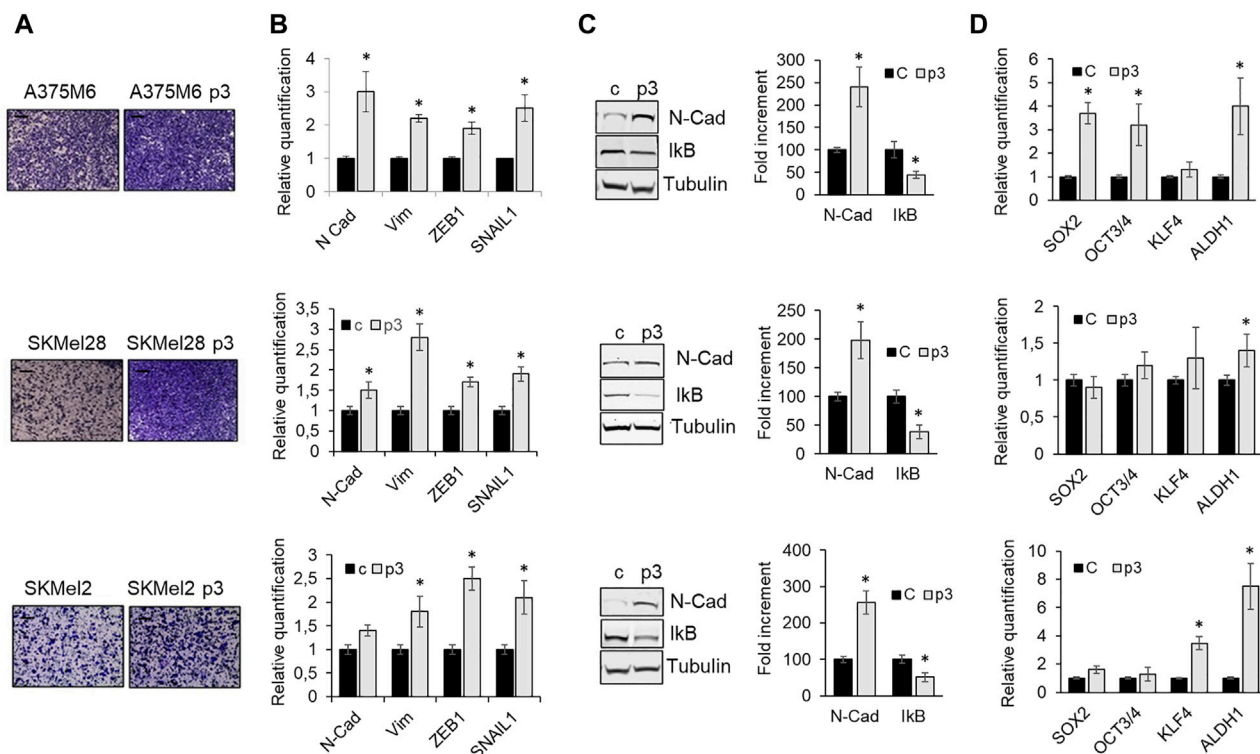 A
B
C
D
A375M6
A375M6 p3
Relative quantification
4
3
2
1
0
*
*
*
*
N Cad
Vim
ZEB1
SNAIL1
c p3
N-Cad
IkB
Tubulin
Fold increment
300
250
200
150
100
50
0
C p3
*
*
N-Cad
IkB
Relative quantification
6
5
4
3
2
1
0
C p3
*
*
*
SOX2
OCT3/4
KLF4
ALDH1
SKMel28
SKMel28 p3
Relative quantification
3,5
3
2,5
2
1,5
1
0,5
0
c p3
*
*
*
*
N-Cad
Vim
ZEB1
SNAIL1
c p3
N-Cad
IkB
Tubulin
Fold increment
250
200
150
100
50
0
C p3
*
*
N-Cad
IkB
Relative quantification
2
1,5
1
0,5
0
C p3
*
SOX2
OCT3/4
KLF4
ALDH1
SKMel2
SKMel2 p3
Relative quantification
3
2,5
2
1,5
1
0,5
0
c p3
*
*
*
N-Cad
Vim
ZEB1
SNAIL1
c p3
N-Cad
IkB
Tubulin
Fold increment
400
300
200
100
0
C p3
*
*
N-Cad
IkB
Relative quantification
10
8
6
4
2
0
C p3
*
*
SOX2
OCT3/4
KLF4
ALDH1